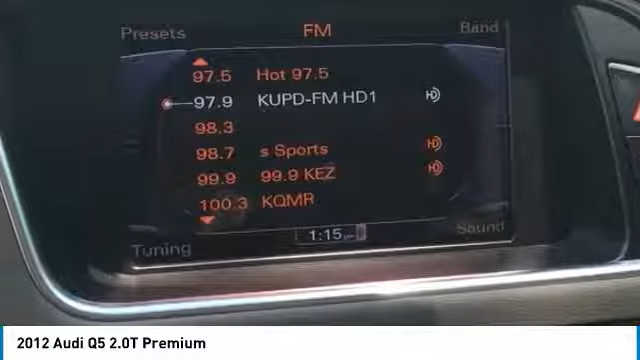 Presets FM Band
97.5 Hot 97.5
97.9 KUPD-FM HD1
98.3
98.7 s Sports
99.9 99.9 KEZ
100.3 KQMR
Tuning 1:15 Sound
2012 Audi Q5 2.0T Premium